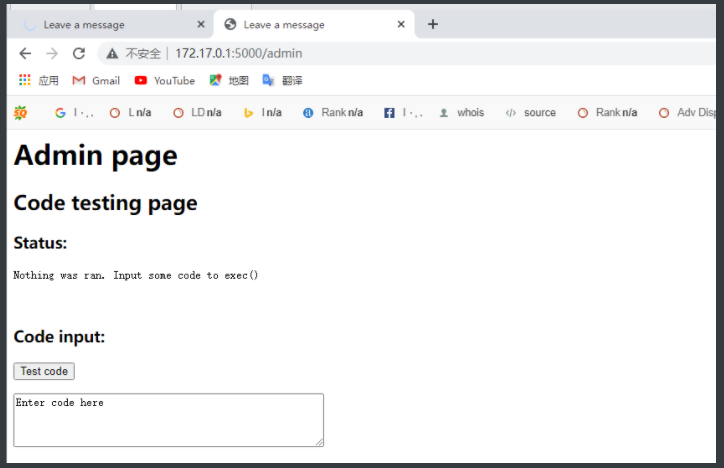 Leave a message
Leave a message
不安全 | 172.17.0.1:5000/admin
应用 Gmail YouTube 地图 翻译
SQ I · . . L n/a LD n/a I n/a Rank n/a I · . . whois source Rank n/a Adv Disp
Admin page
Code testing page
Status:
Nothing was ran. Input some code to exec()
Code input:
Test code
Enter code here